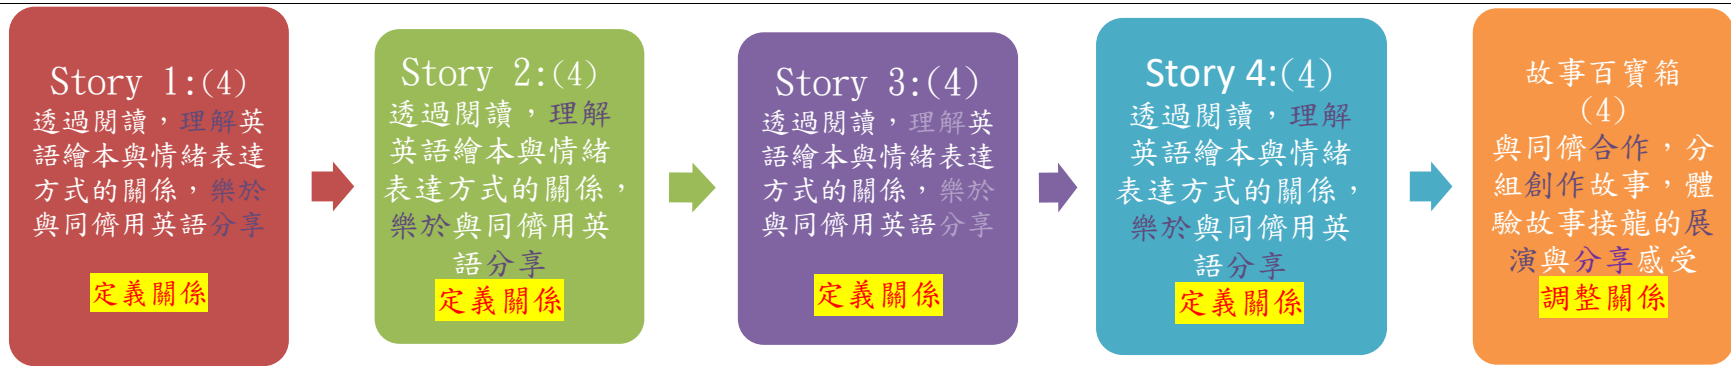 Story 1:(4)
透過閱讀，理解英
語繪本與情緒表達
方式的關係，樂於
與同儕用英語分享
定義關係
Story 2:(4)
透過閱讀，理解
英語繪本與情緒
表達方式的關係，
樂於與同儕用英
語分享
定義關係
Story 3:(4)
透過閱讀，理解英
語繪本與情緒表達
方式的關係，樂於
與同儕用英語分享
定義關係
Story 4:(4)
透過閱讀，理解
英語繪本與情緒
表達方式的關係，
樂於與同儕用英
語分享
定義關係
故事百寶箱
(4)
與同儕合作，分
組創作故事，體
驗故事接龍的展
演與分享感受
調整關係